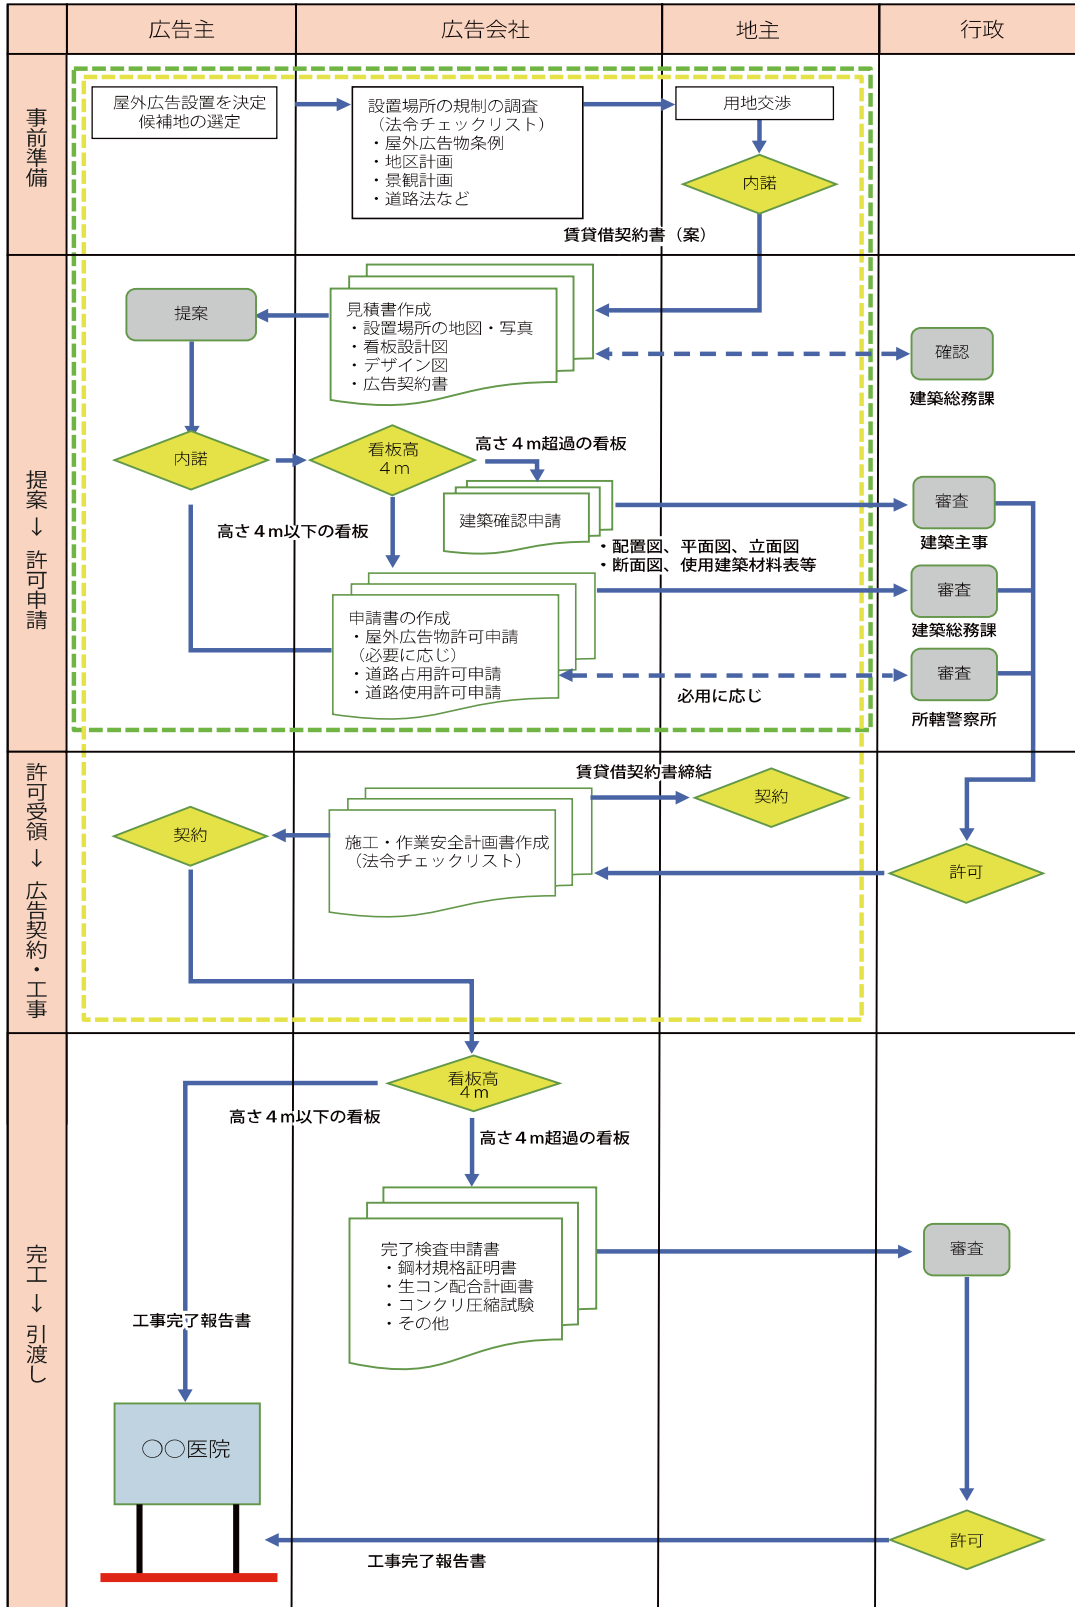 広告主
広告会社
地主
行政
事前準備
屋外広告設置を決定
候補地の選定
設置場所の規制の調査
（法令チェックリスト）
・屋外広告物条例
・地区計画
・景観計画
・道路法など
用地交渉
内諾
賃貸借契約書（案）
提案→許可申請
提案
見積書作成
・設置場所の地図・写真
・看板設計図
・デザイン図
・広告契約書
確認
建築総務課
内諾
看板高
４ｍ
高さ４ｍ超過の看板
高さ４ｍ以下の看板
建築確認申請
・配置図、平面図、立面図
・断面図、使用建築材料表等
審査
建築主事
審査
建築総務課
申請書の作成
・屋外広告物許可申請
（必要に応じ）
・道路占用許可申請
・道路使用許可申請
必用に応じ
審査
所轄警察所
許可受領→広告契約・工事
賃貸借契約書締結
契約
契約
施工・作業安全計画書作成
（法令チェックリスト）
許可
完工→引渡し
看板高
４ｍ
高さ４ｍ以下の看板
高さ４ｍ超過の看板
完了検査申請書
・鋼材規格証明書
・生コン配合計画書
・コンクリ圧縮試験
・その他
審査
工事完了報告書
〇〇医院
許可
工事完了報告書